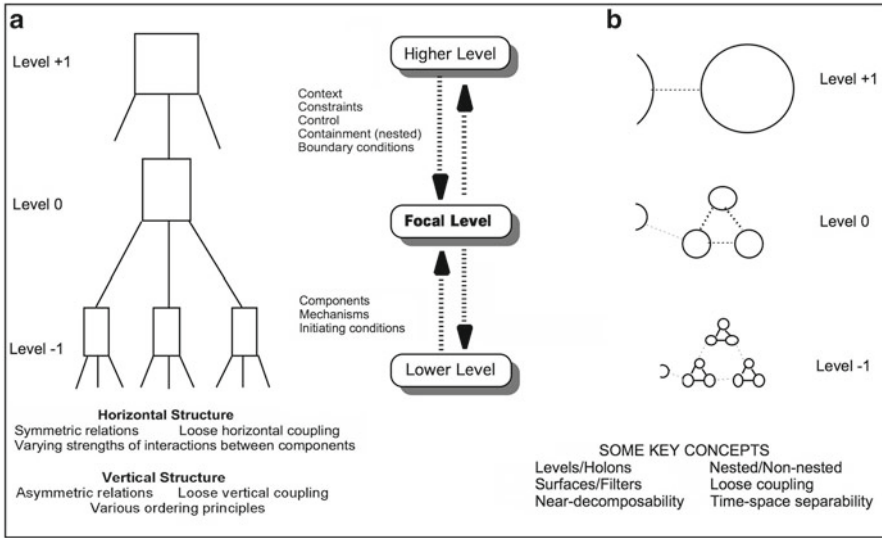 a
Level +1
Level 0
Level -1
Horizontal Structure
Symmetric relations Loose horizontal coupling
Varying strengths of interactions between components
Vertical Structure
Asymmetric relations Loose vertical coupling
Various ordering principles
Higher Level
Context
Constraints
Control
Containment (nested)
Boundary conditions
Focal Level
Components
Mechanisms
Initiating conditions
Lower Level
b
Level +1
Level 0
Level -1
SOME KEY CONCEPTS
Levels/Holons Nested/Non-nested
Surfaces/Filters Loose coupling
Near-decomposability Time-space separability